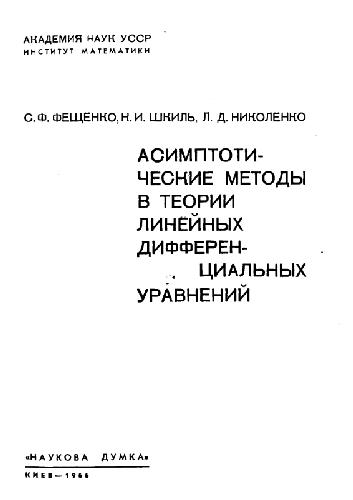 АКАДЕМИЯ НАУК УССР
ИНСТИТУТ МАТЕМАТИКИ
С. Ф. ФЕЩЕНКО, Н. И. ШКИЛЬ, Л. Д. НИКОЛЕНКО
АСИМПТОТИ-
ЧЕСКИЕ МЕТОДЫ
В ТЕОРИИ
ЛИНЕЙНЫХ
ДИФФЕРЕН-
ЦИАЛЬНЫХ
УРАВНЕНИЙ
«НАУКОВА ДУМКА»
КИЕВ—1966